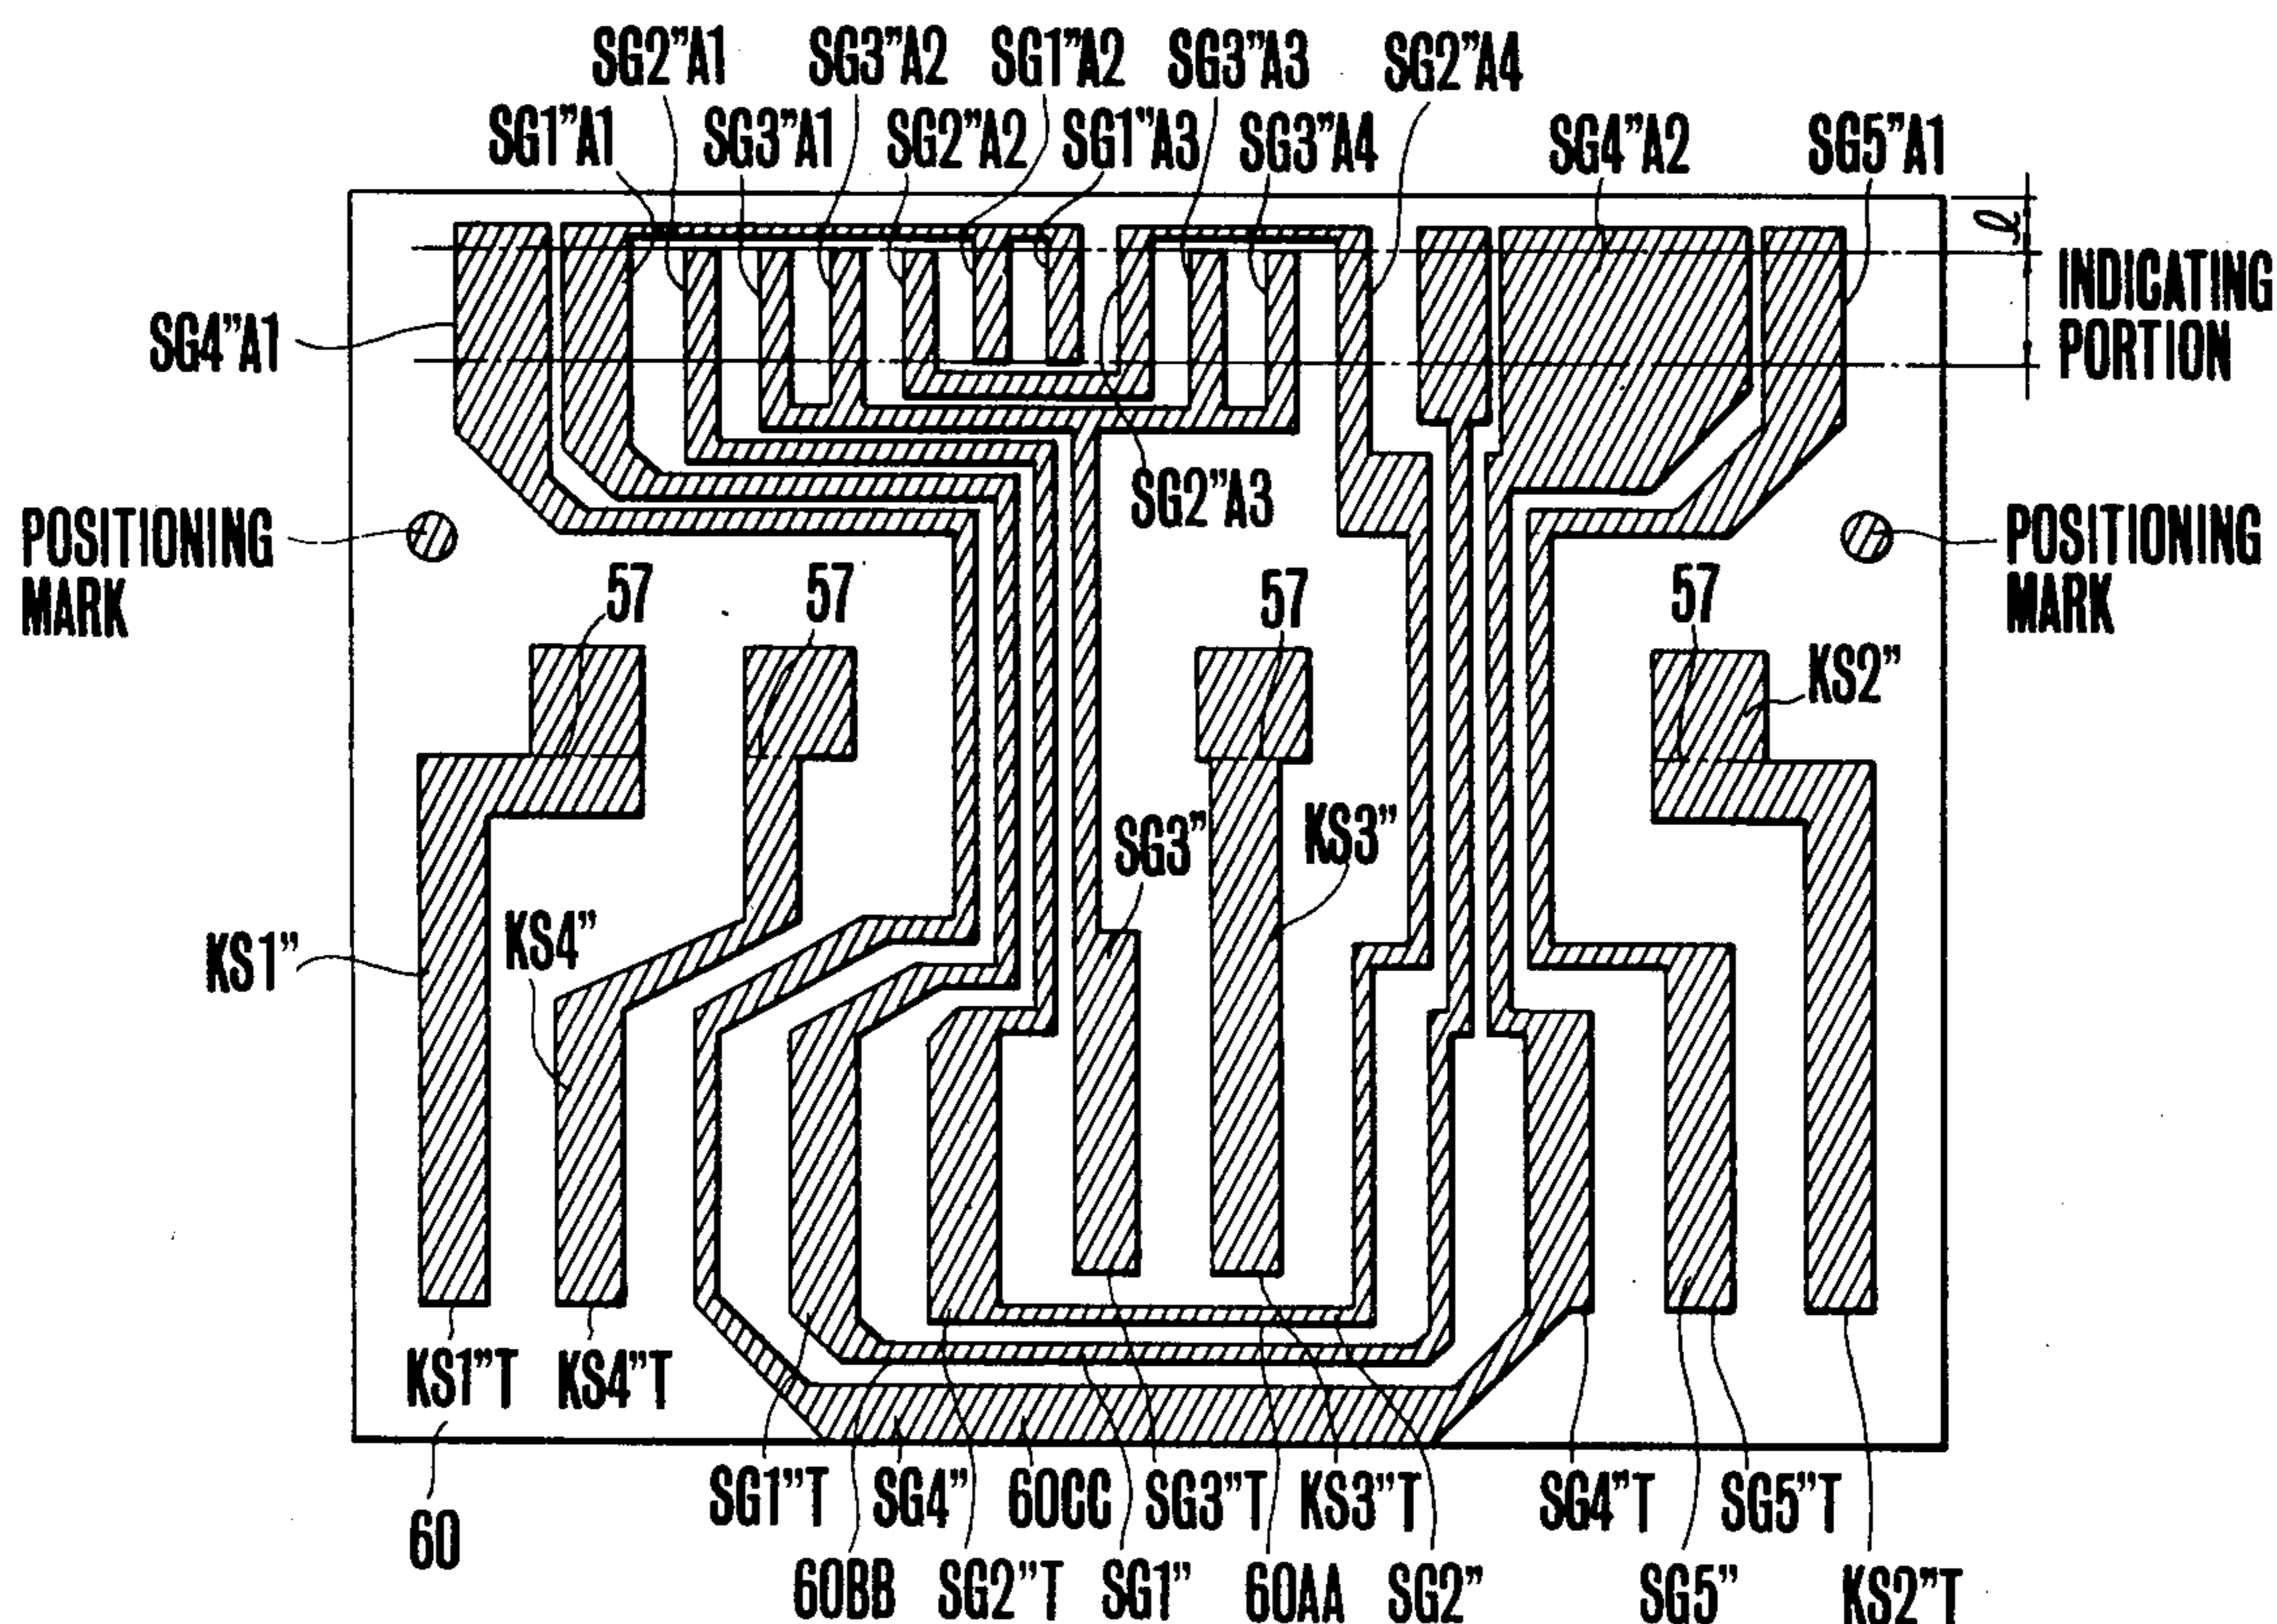 SG2”A1 SG3”A2 SG1”A2 SG3”A3 SG2”A4
SG1”A1 SG3”A1 SG2”A2 SG1”A3 SG3”A4 SG4”A2 SG5”A1
ℓ
INDICATING
PORTION
SG4”A1
SG2”A3
POSITIONING
MARK
POSITIONING
MARK
57 57 57 57
KS2”
SG3” KS3”
KS1” KS4”
KS1”T KS4”T
60
SG1”T SG4” 60CC SG3”T KS3”T SG4”T SG5”T
60BB SG2”T SG1” 60AA SG2” SG5” KS2”T